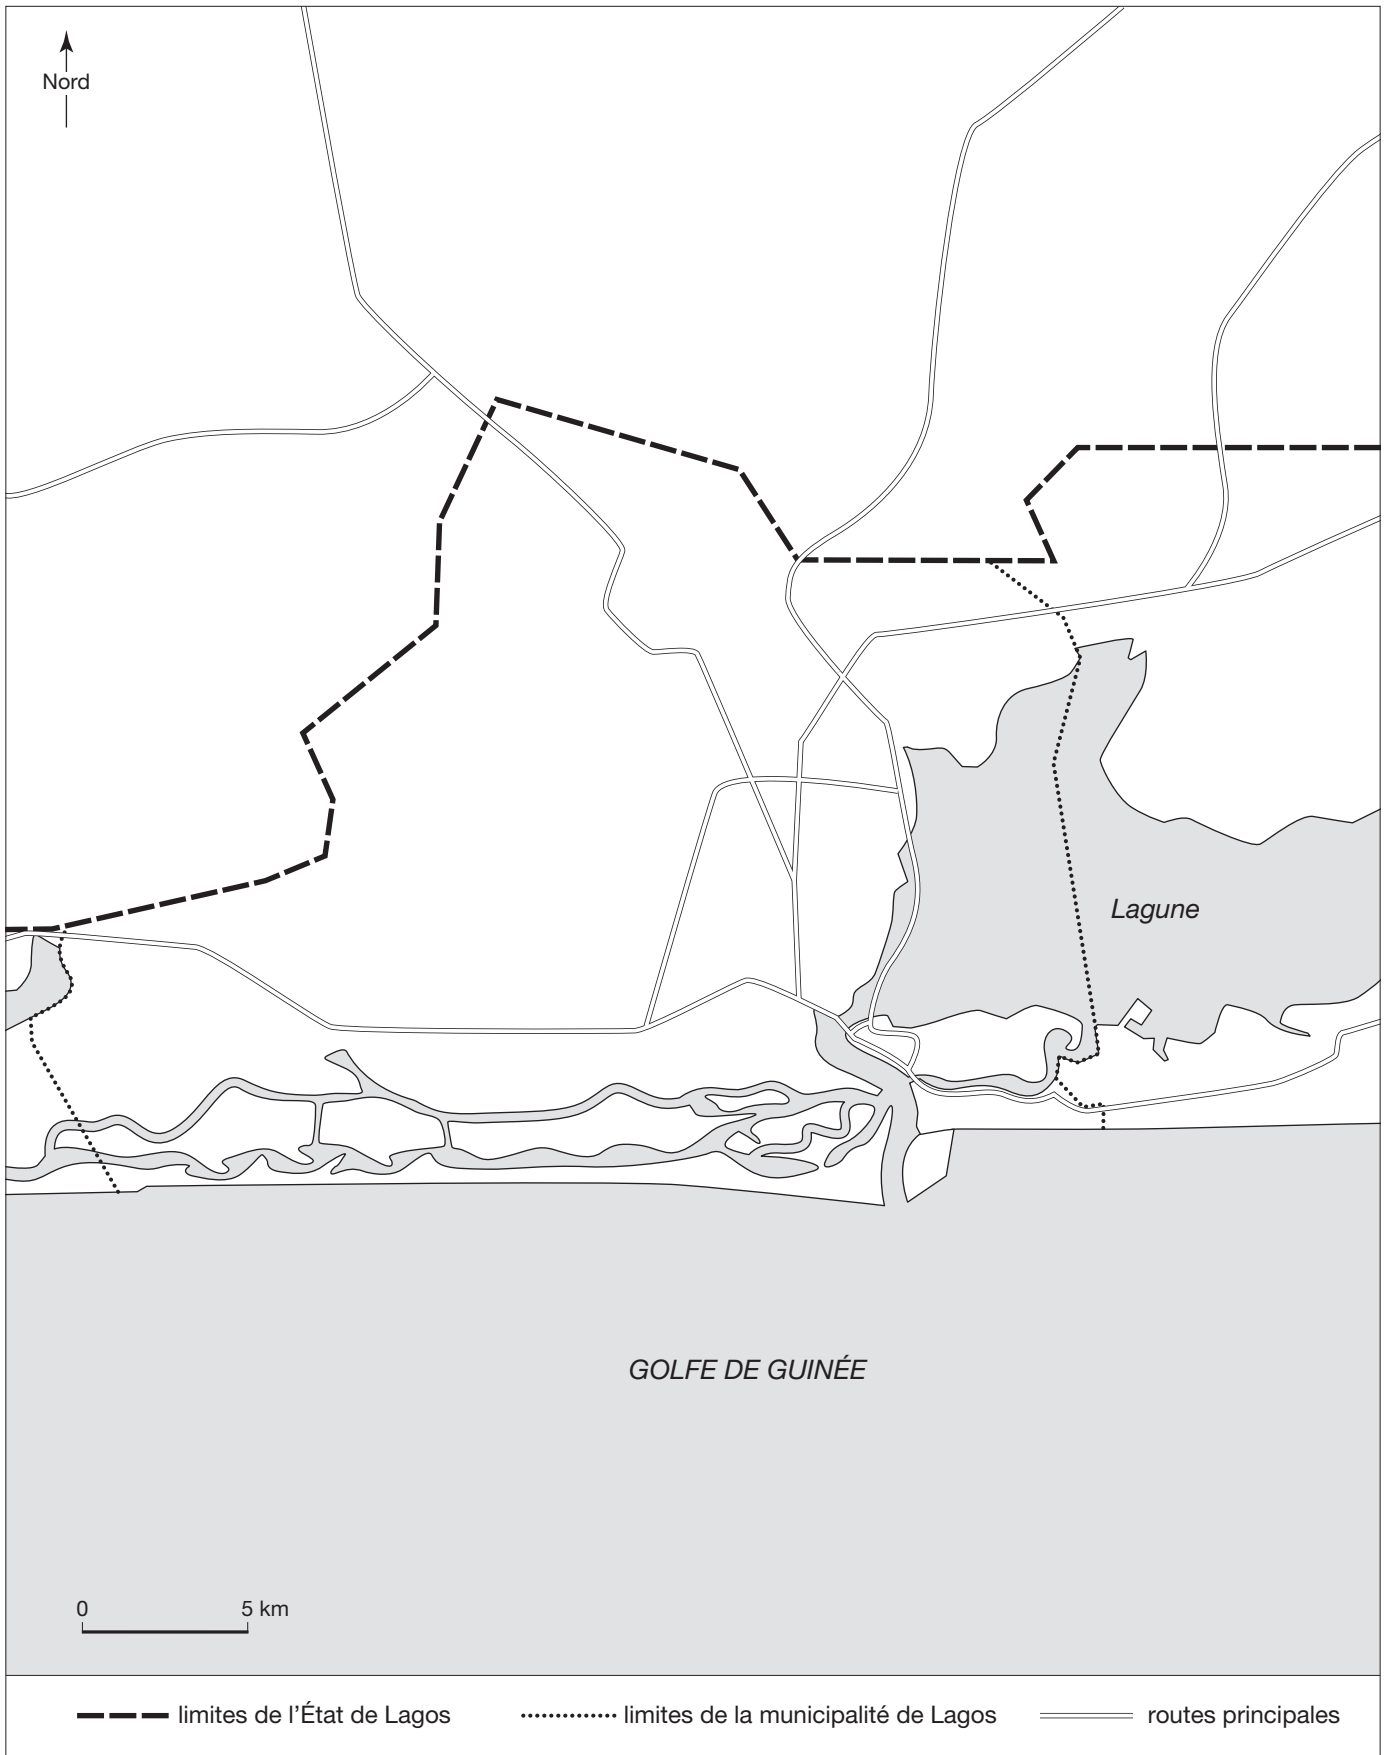 Nord
Lagune
GOLFE DE GUINÉE
0 5 km
limites de l'État de Lagos limites de la municipalité de Lagos routes principales